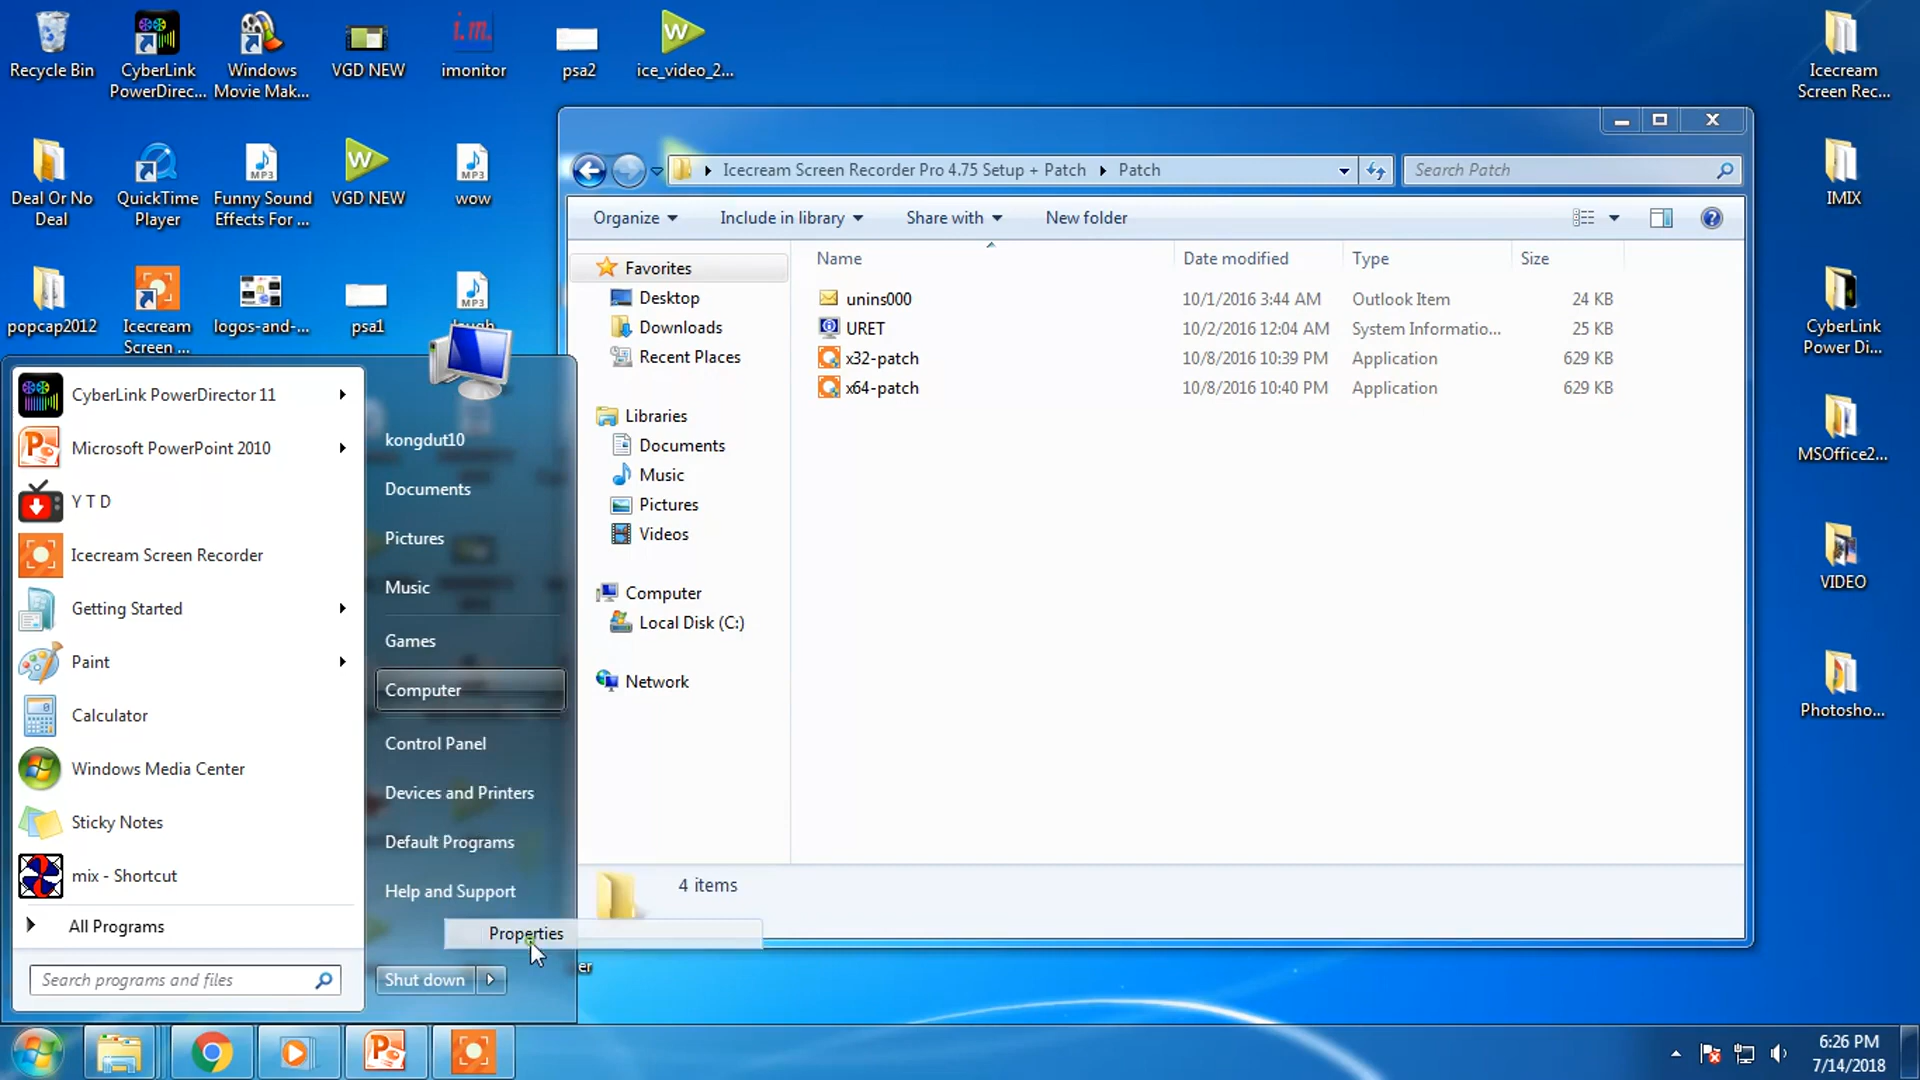 Recycle Bin
CyberLink
PowerDirec...
Windows
Movie Mak...
VGD NEW
imonitor
i.m.
psa2
ice_video_2...
Icecream
Screen Rec...
Deal Or No
Deal
QuickTime
Player
MP3
Funny Sound
Effects For ...
VGD NEW
MP3
wow
IMIX
popcap2012
Icecream
Screen ...
logos-and-...
psa1
MP3
CyberLink
Power Di...
MSOffice2...
VIDEO
Photosho...
Icecream Screen Recorder Pro 4.75 Setup + Patch
Patch
Search Patch
Organize
Include in library
Share with
New folder
Name
Date modified
Type
Size
unins000 10/1/2016 3:44 AM Outlook Item 24 KB
URET 10/2/2016 12:04 AM System Informatio... 25 KB
x32-patch 10/8/2016 10:39 PM Application 629 KB
x64-patch 10/8/2016 10:40 PM Application 629 KB
Favorites
Desktop
Downloads
Recent Places
Libraries
Documents
Music
Pictures
Videos
Computer
Local Disk (C:)
Network
4 items
CyberLink PowerDirector 11
Microsoft PowerPoint 2010
Y T D
Icecream Screen Recorder
Getting Started
Paint
Calculator
Windows Media Center
Sticky Notes
mix - Shortcut
All Programs
Search programs and files
kongdut10
Documents
Pictures
Music
Games
Computer
Control Panel
Devices and Printers
Default Programs
Help and Support
Properties
Shut down
6:26 PM
7/14/2018